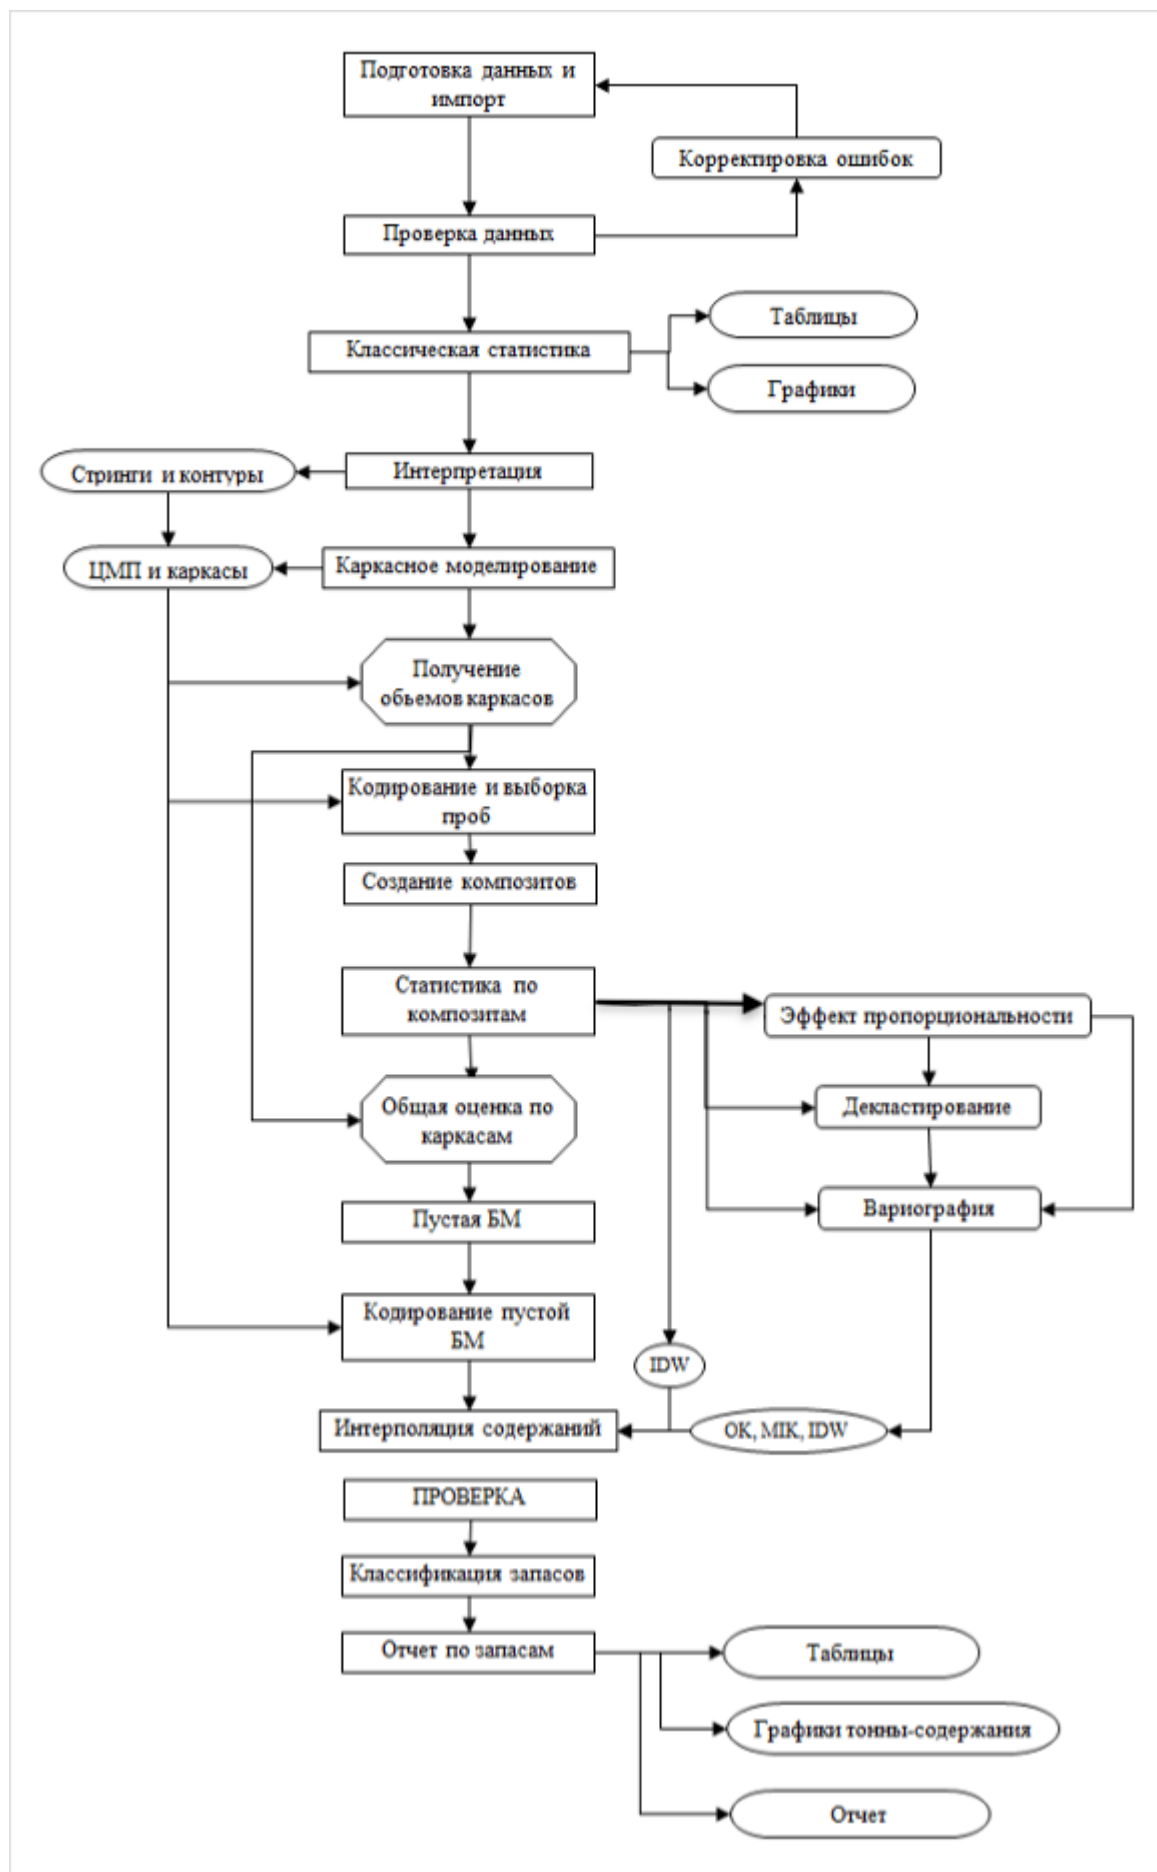 Подготовка данных и
импорт
Корректировка ошибок
Проверка данных
Таблицы
Классическая статистика
Графики
Стринги и контуры
Интерпретация
ЦМП и каркасы
Каркасное моделирование
Получение
обьемов каркасов
Кодирование и выборка
проб
Создание композитов
Статистика по
композитам
Эффект пропорциональности
Декластирование
Общая оценка по
каркасам
Вариография
Пустая БМ
Кодирование пустой
БМ
IDW
Интерполяция содержаний
OK, MIK, IDW
ПРОВЕРКА
Классификация запасов
Отчет по запасам
Таблицы
Графики тонны-содержания
Отчет